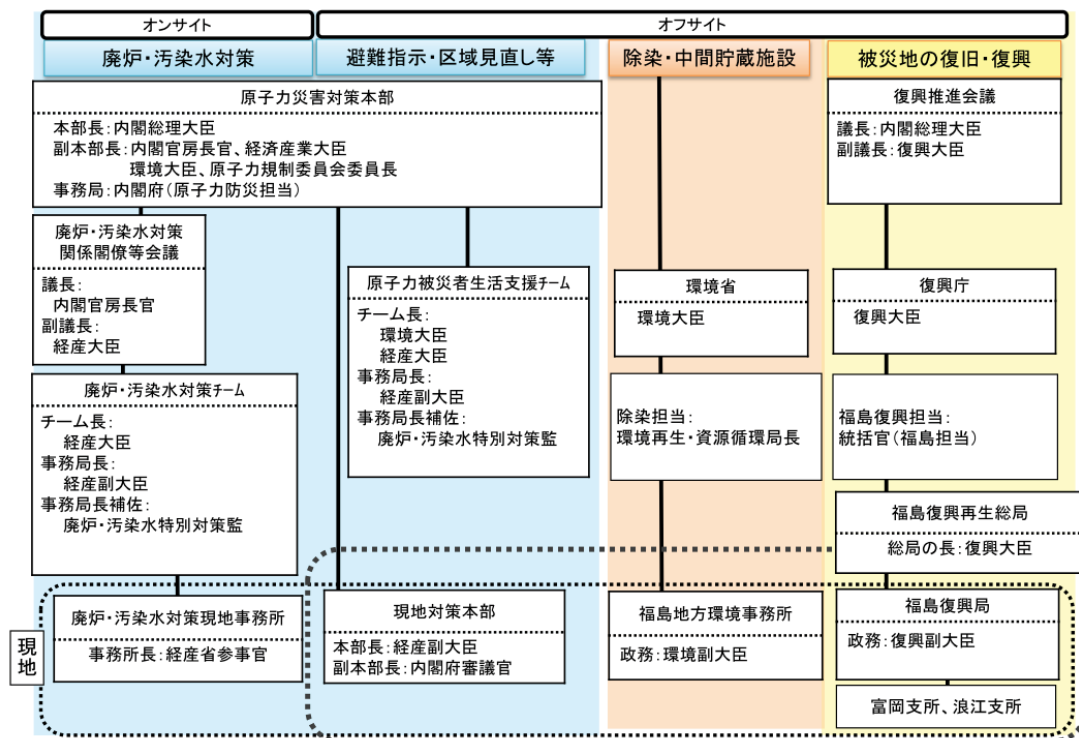 オンサイト
オフサイト
廃炉・汚染水対策
避難指示・区域見直し等
除染・中間貯蔵施設
被災地の復旧・復興
原子力災害対策本部
本部長:内閣総理大臣
副本部長:内閣官房長官、経済産業大臣
環境大臣、原子力規制委員会委員長
事務局:内閣府(原子力防災担当)
復興推進会議
議長:内閣総理大臣
副議長:復興大臣
廃炉・汚染水対策
関係閣僚等会議
議長:
内閣官房長官
副議長:
経産大臣
原子力被災者生活支援チーム
チーム長:
環境大臣
経産大臣
事務局長:
経産副大臣
事務局長補佐:
廃炉・汚染水特別対策監
環境省
環境大臣
復興庁
復興大臣
廃炉・汚染水対策チーム
チーム長:
経産大臣
事務局長:
経産副大臣
事務局長補佐:
廃炉・汚染水特別対策監
除染担当:
環境再生・資源循環局長
福島復興担当:
統括官(福島担当)
福島復興再生総局
総局の長:復興大臣
現地
廃炉・汚染水対策現地事務所
事務所長:経産省参事官
現地対策本部
本部長:経産副大臣
副本部長:内閣府審議官
福島地方環境事務所
政務:環境副大臣
福島復興局
政務:復興副大臣
富岡支所、浪江支所